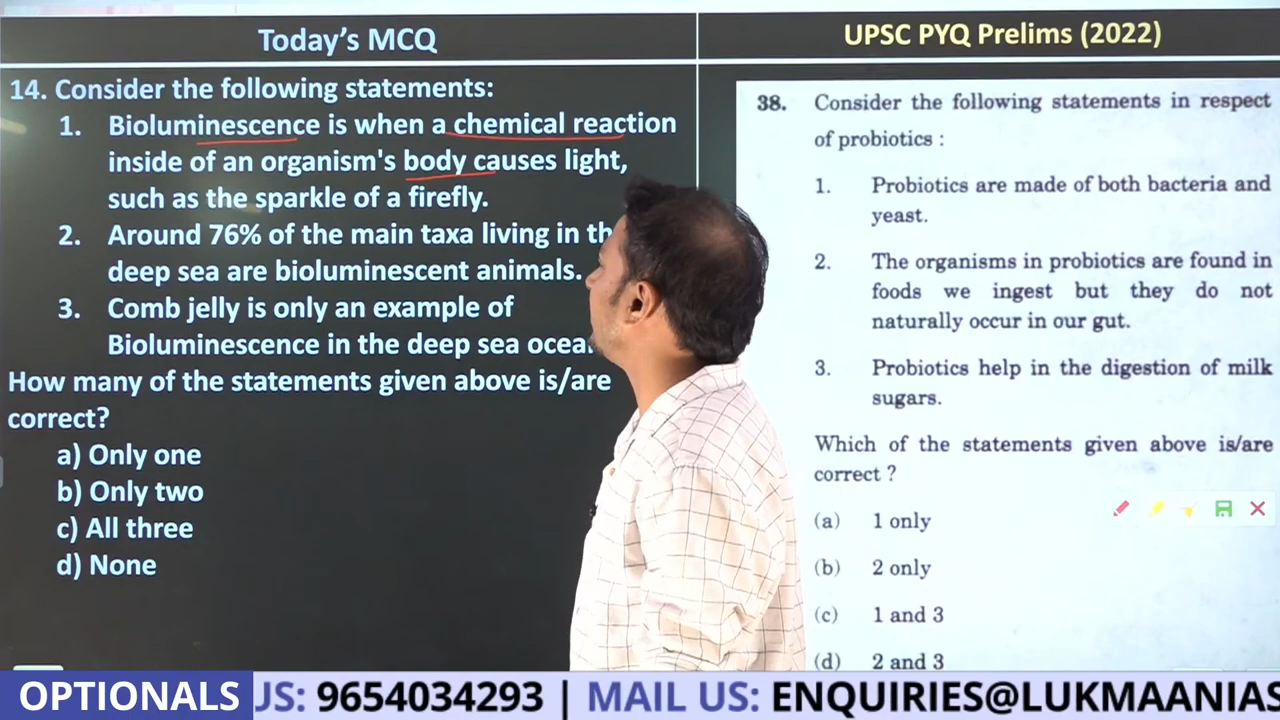 Today's MCQ
14. Consider the following statements:
1. Bioluminescence is when a chemical reaction
inside of an organism's body causes light,
such as the sparkle of a firefly.
2. Around 76% of the main taxa living in th
deep sea are bioluminescent animals.
3. Comb jelly is only an example of
Bioluminescence in the deep sea ocea
How many of the statements given above is/are
correct?
a) Only one
b) Only two
c) All three
d) None
UPSC PYQ Prelims (2022)
38. Consider the following statements in respect
of probiotics :
1. Probiotics are made of both bacteria and
yeast.
2. The organisms in probiotics are found in
foods we ingest but they do not
naturally occur in our gut.
3. Probiotics help in the digestion of milk
sugars.
Which of the statements given above is/are
correct ?
(a) 1 only
(b) 2 only
(c) 1 and 3
(d) 2 and 3
OPTIONALS US: 9654034293 | MAIL US: ENQUIRIES@LUKMAANIAS